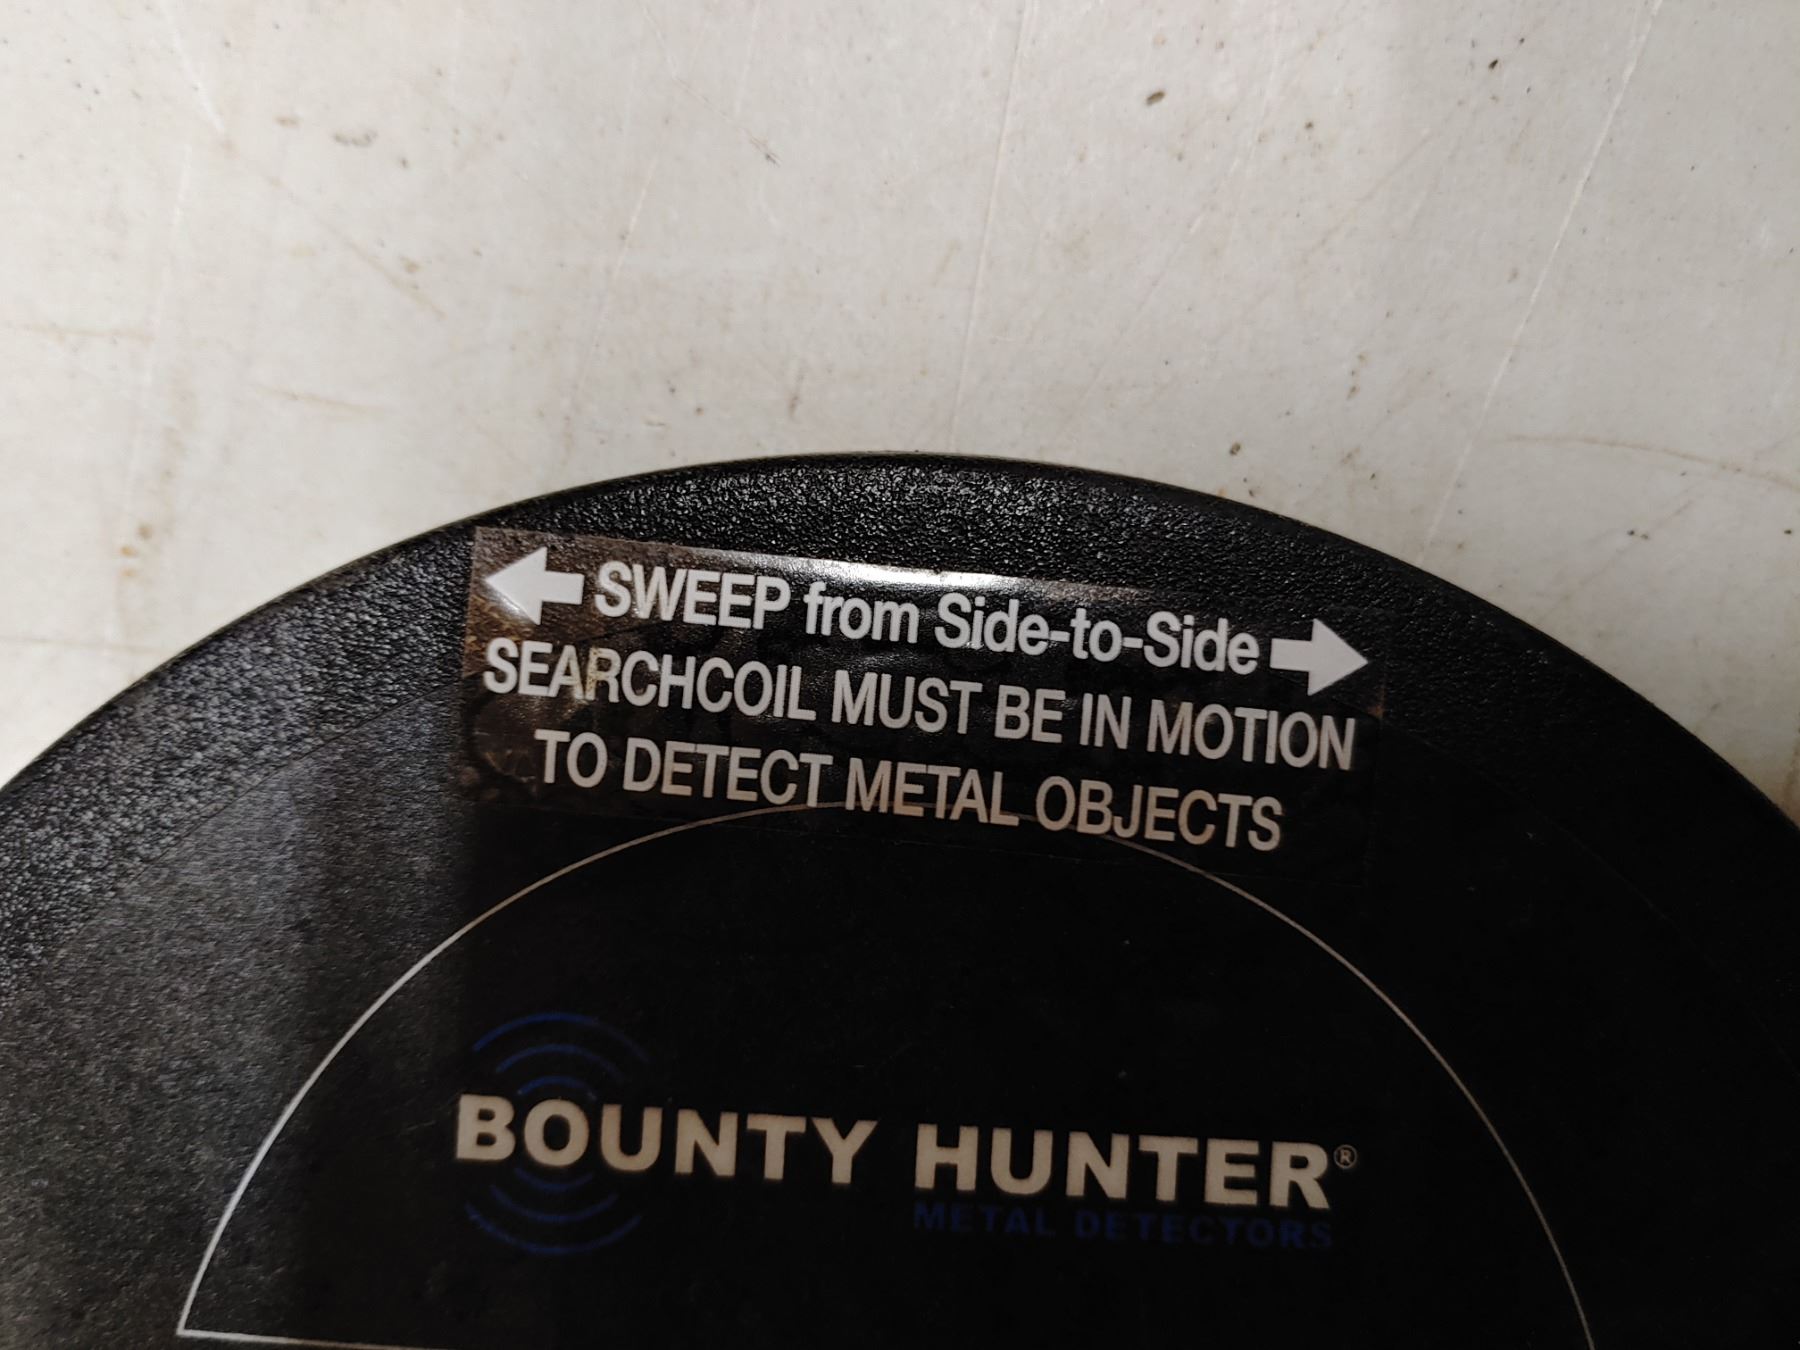 SWEEP from Side-to-Side
SEARCHCOIL MUST BE IN MOTION
TO DETECT METAL OBJECTS
BOUNTY HUNTER®
METAL DETECTORS